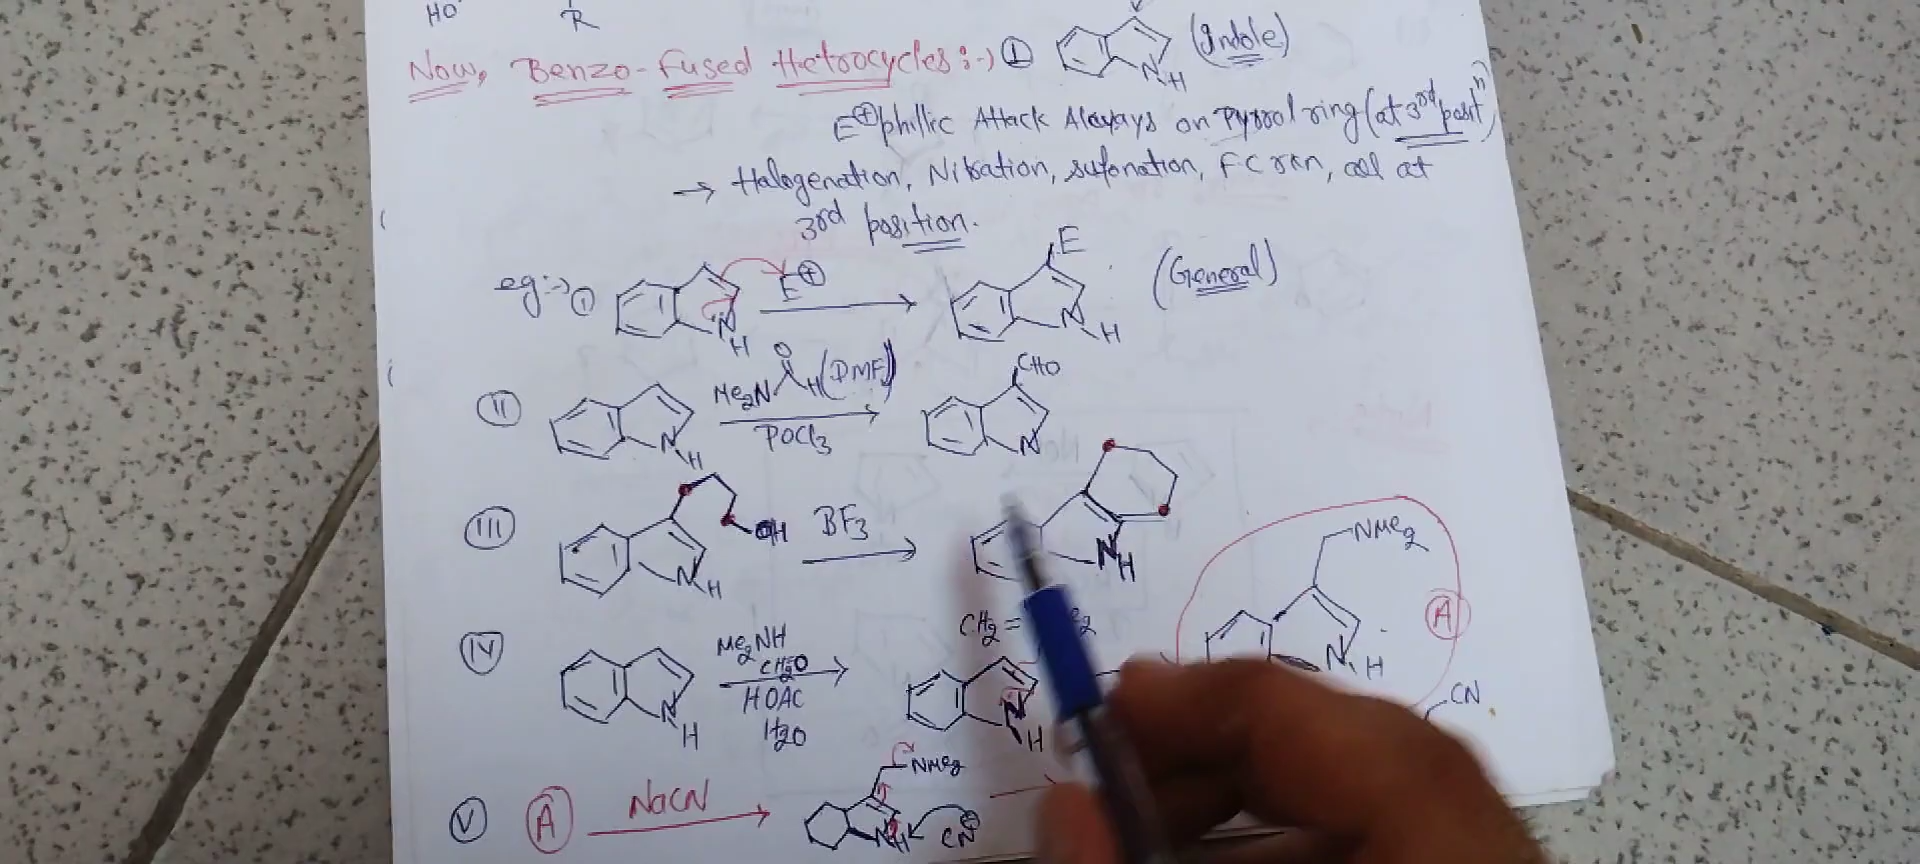 HO
R
Now, Benzo-fused Hetrocycles :-) ① N H (Indole)
E⊕philic Attack Always on Pyrrol ring (at 3rd positn)
→ Halogenation, Nitration, sulfonation, FC rxn, all at
3rd position.
eg:→ ① N H E⊕ E N H (General)
II N H Me2N O H (DMF) POCl3 CHO N
III OH N H BF3 N H
IV N H Me2NH CH2O HOAC H2O CH2= N H NMe2 N H A
CN
V A NaCN NMe2 NH CN